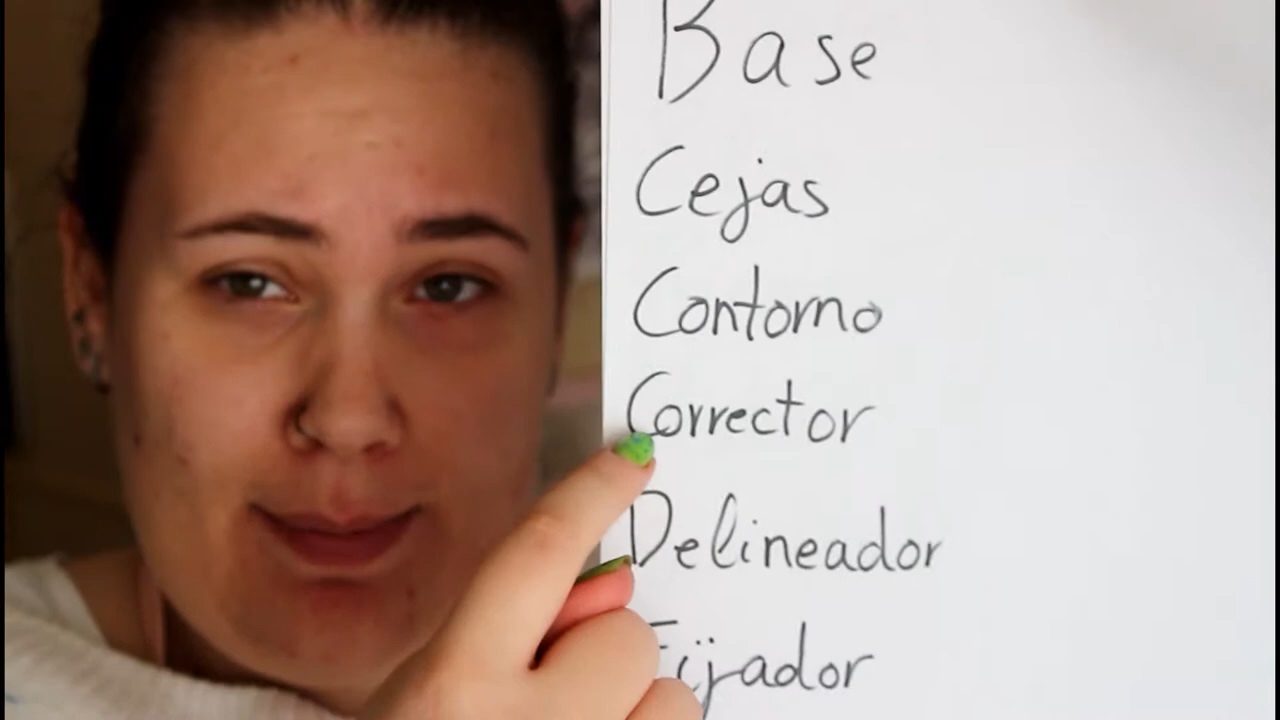 Base
Cejas
Contorno
Corrector
Delineador
Fijador